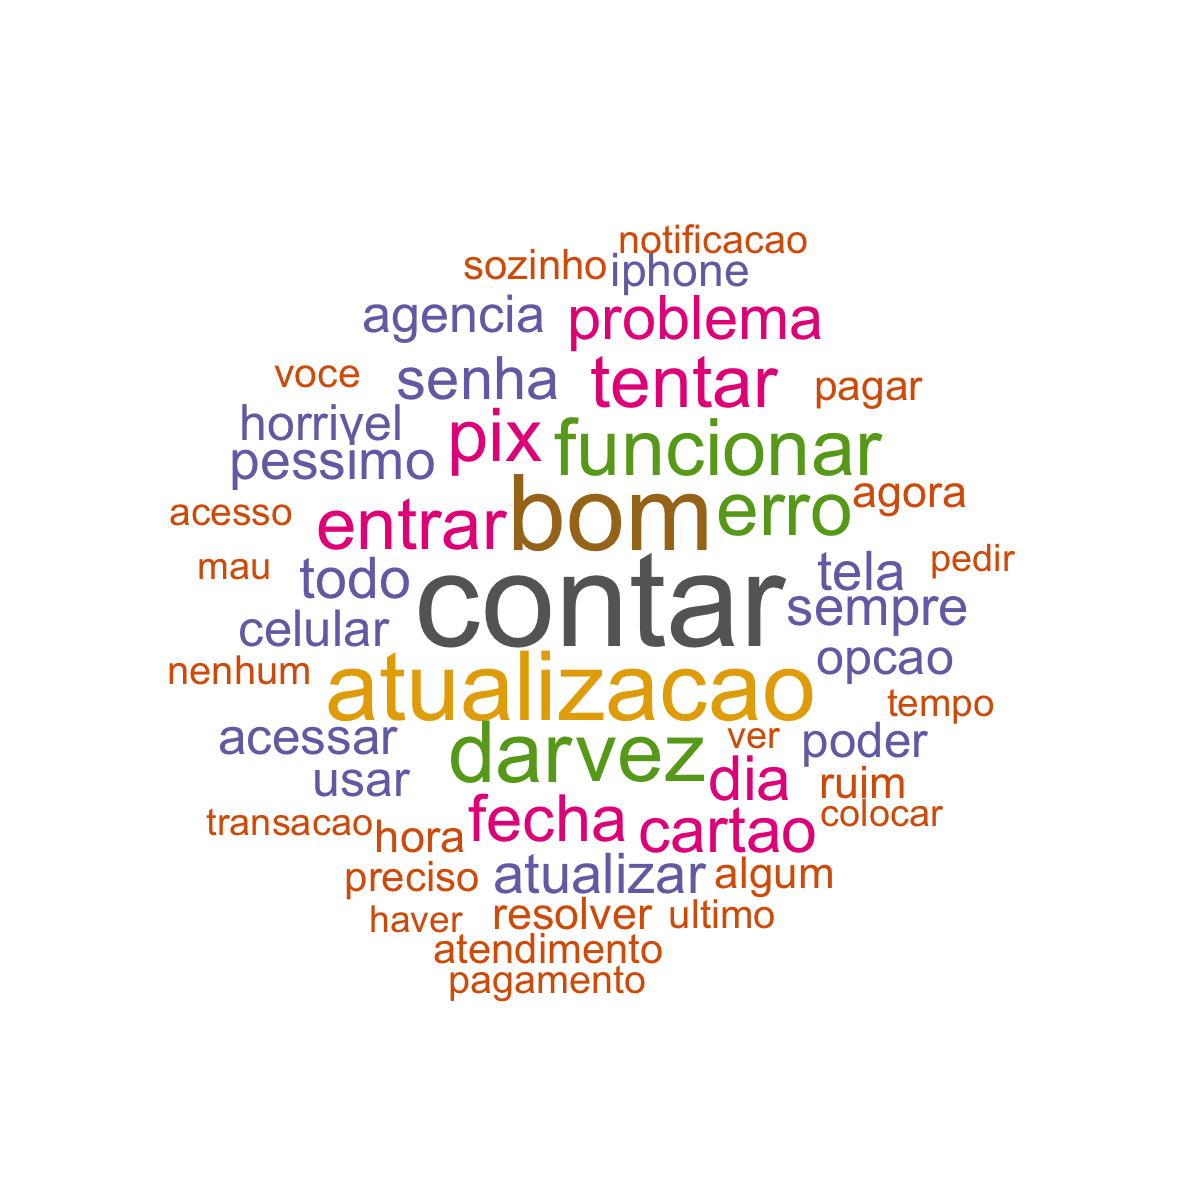 notificacao
sozinho iphone
agencia problema
voce senha tentar pagar
horrivel pix funcionar
pessimo
acesso entrar bom erro agora
mau todo contar tela pedir
celular sempre
nenhum atualizacao opcao
tempo
acessar darvez ver poder
usar dia ruim
transacao hora fecha cartao colocar
preciso atualizar algum
haver resolver ultimo
atendimento
pagamento